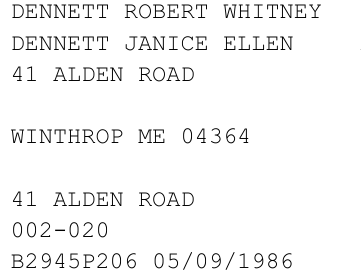 DENNETT ROBERT WHITNEY
DENNETT JANICE ELLEN
41 ALDEN ROAD
WINTHROP ME 04364
41 ALDEN ROAD
002-020
B2945P206 05/09/1986